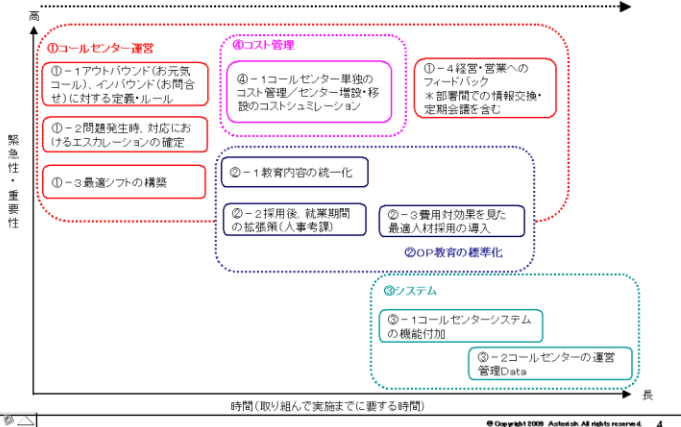 高
①コールセンター運営
①－1アウトバウンド(お元気
コール)、インバウンド(お問合
せ)に対する定義・ルール
①－2問題発生時、対応にお
けるエスカレーションの確定
①－3最適シフトの構築
④コスト管理
④－1コールセンター単独の
コスト管理／センター増設・移
設のコストシュミレーション
①－4経営・営業への
フィードバック
＊部署間での情報交換・
定期会議を含む
緊急性・重要性
②－1教育内容の統一化
②－2採用後、就業期間
の拡張策(人事考課)
②－3費用対効果を見た
最適人材採用の導入
②OP教育の標準化
③システム
③－1コールセンターシステム
の機能付加
③－2コールセンターの運営
管理Data
長
時間(取り組んで実施までに要する時間)
©Copyright 2009 Asterisk All rights reserved.
4